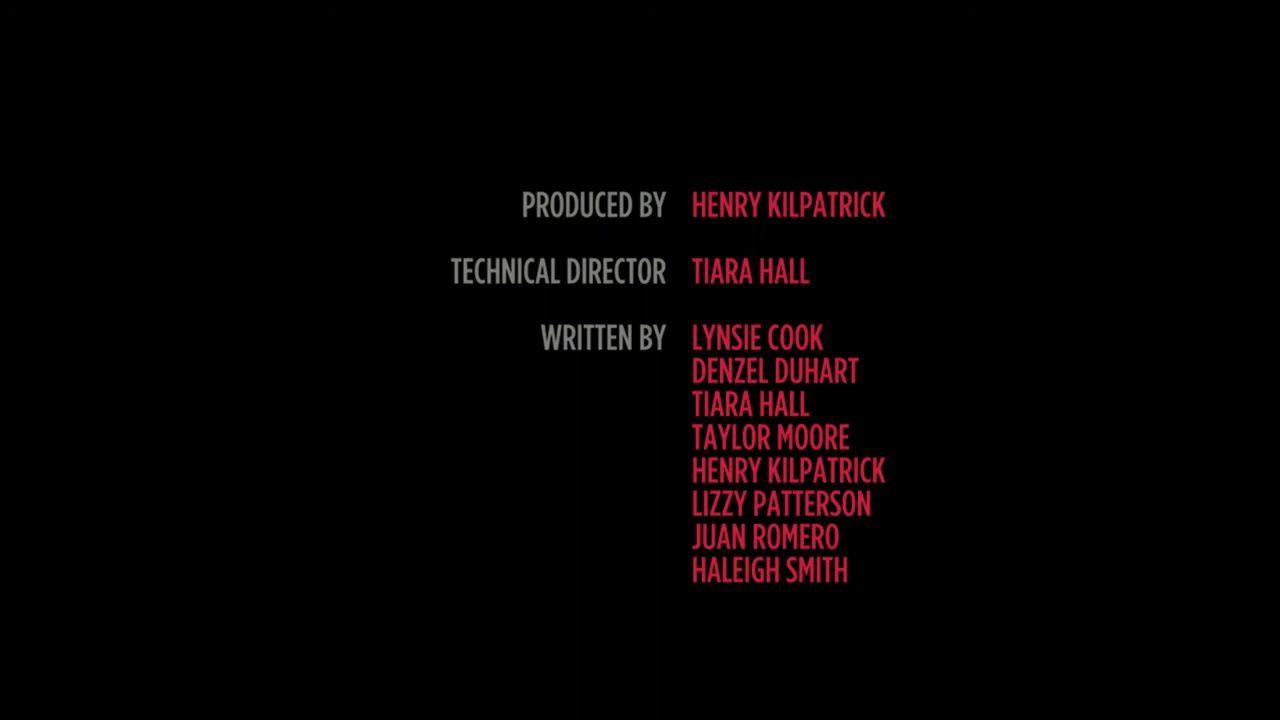 PRODUCED BY HENRY KILPATRICK
TECHNICAL DIRECTOR TIARA HALL
WRITTEN BY LYNSIE COOK
DENZEL DUHART
TIARA HALL
TAYLOR MOORE
HENRY KILPATRICK
LIZZY PATTERSON
JUAN ROMERO
HALEIGH SMITH